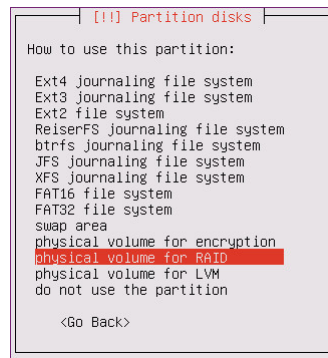 [!!] Partition disks
How to use this partition:
Ext4 journaling file system
Ext3 journaling file system
Ext2 file system
ReiserFS journaling file system
btrfs journaling file system
JFS journaling file system
XFS journaling file system
FAT16 file system
FAT32 file system
swap area
physical volume for encryption
physical volume for RAID
physical volume for LVM
do not use the partition
<Go Back>